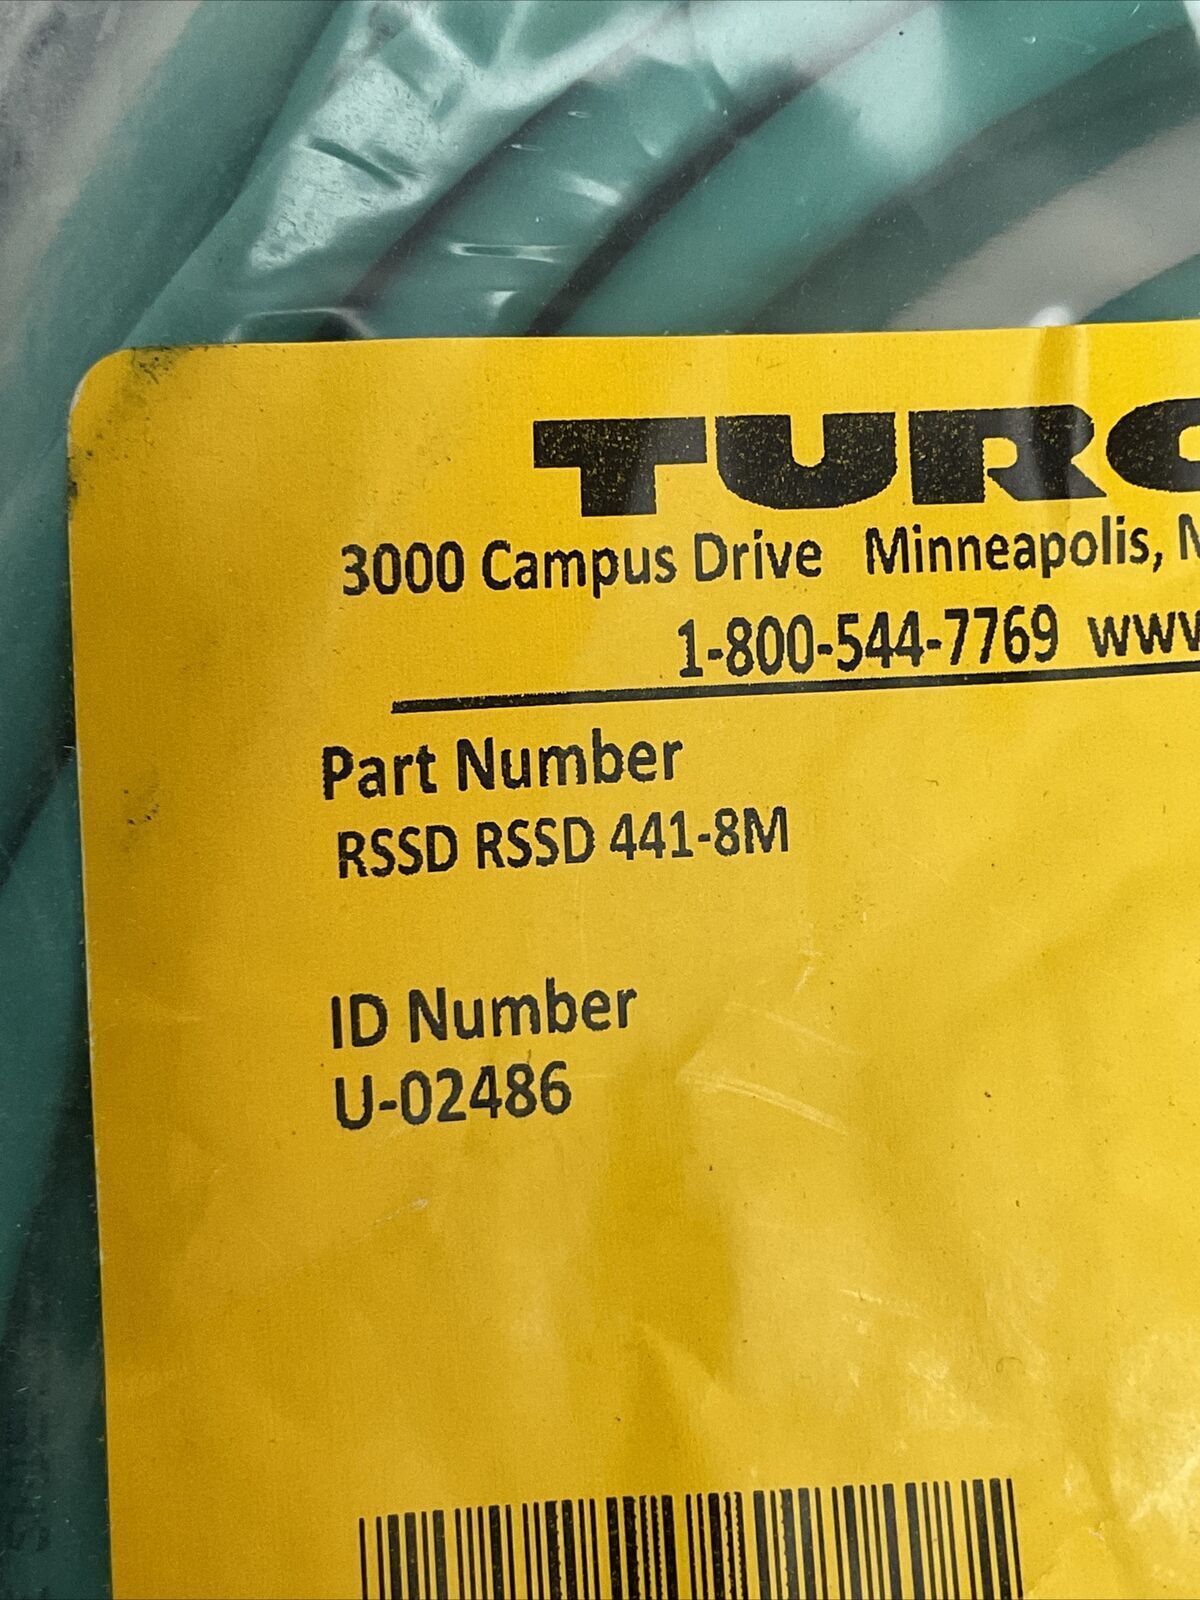 TURC
3000 Campus Drive Minneapolis,
1-800-544-7769 www
Part Number
RSSD RSSD 441-8M
ID Number
U-02486